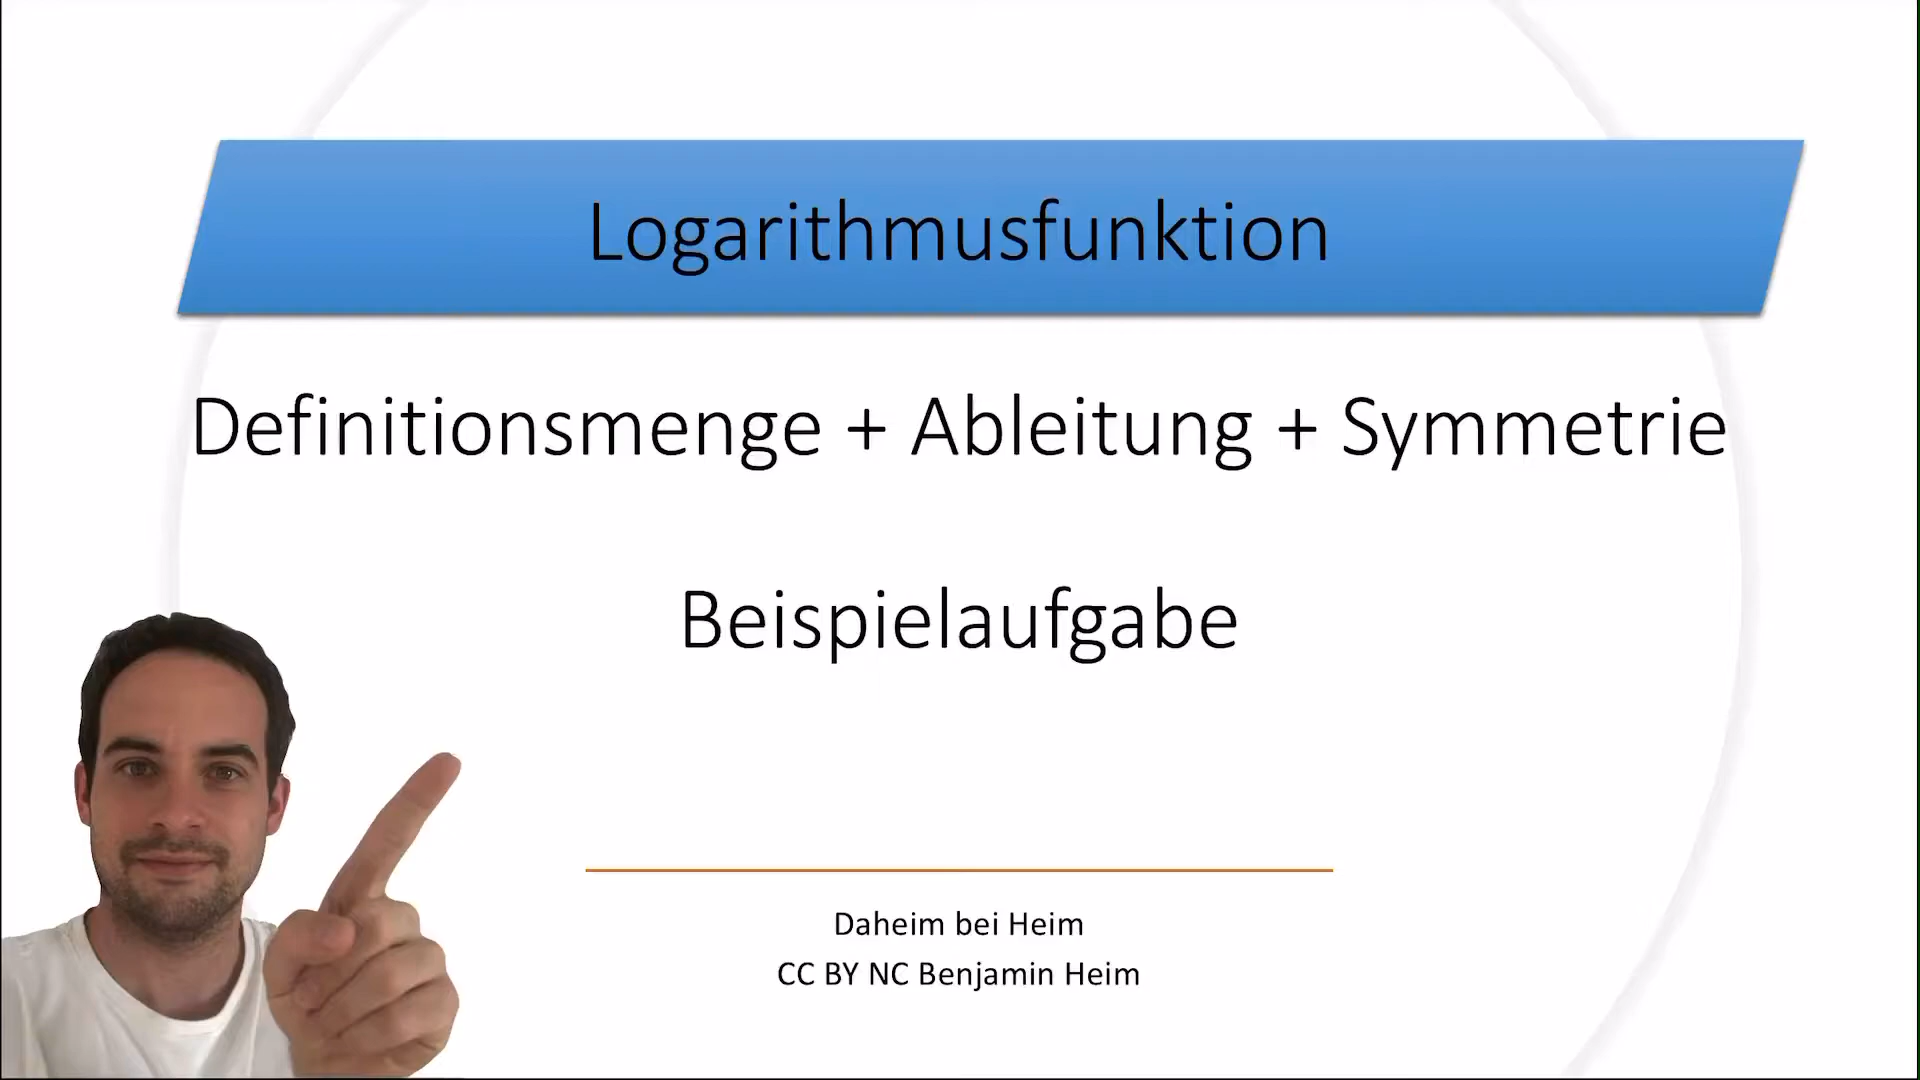 Logarithmusfunktion
Definitionsmenge + Ableitung + Symmetrie
Beispielaufgabe
Daheim bei Heim
CC BY NC Benjamin Heim